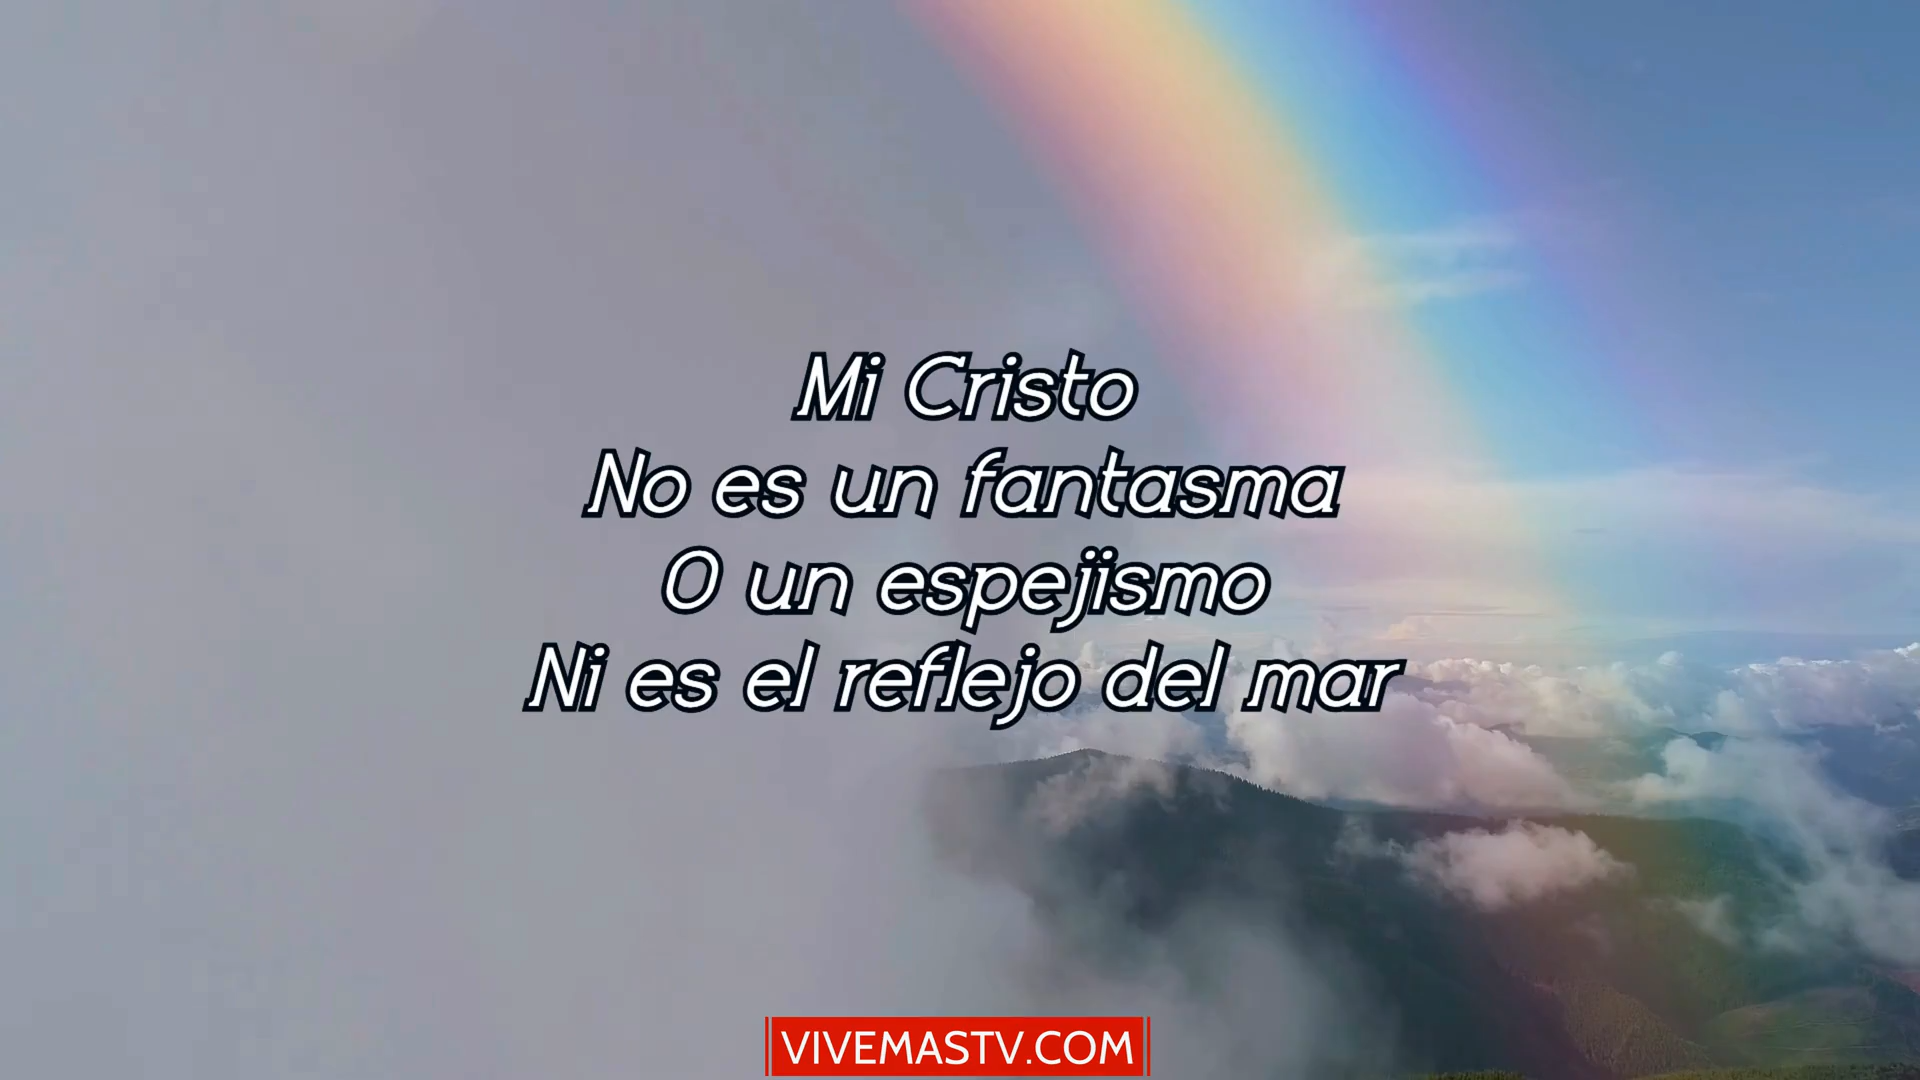 Mi Cristo
No es un fantasma
O un espejismo
Ni es el reflejo del mar
VIVEMASTV.COM